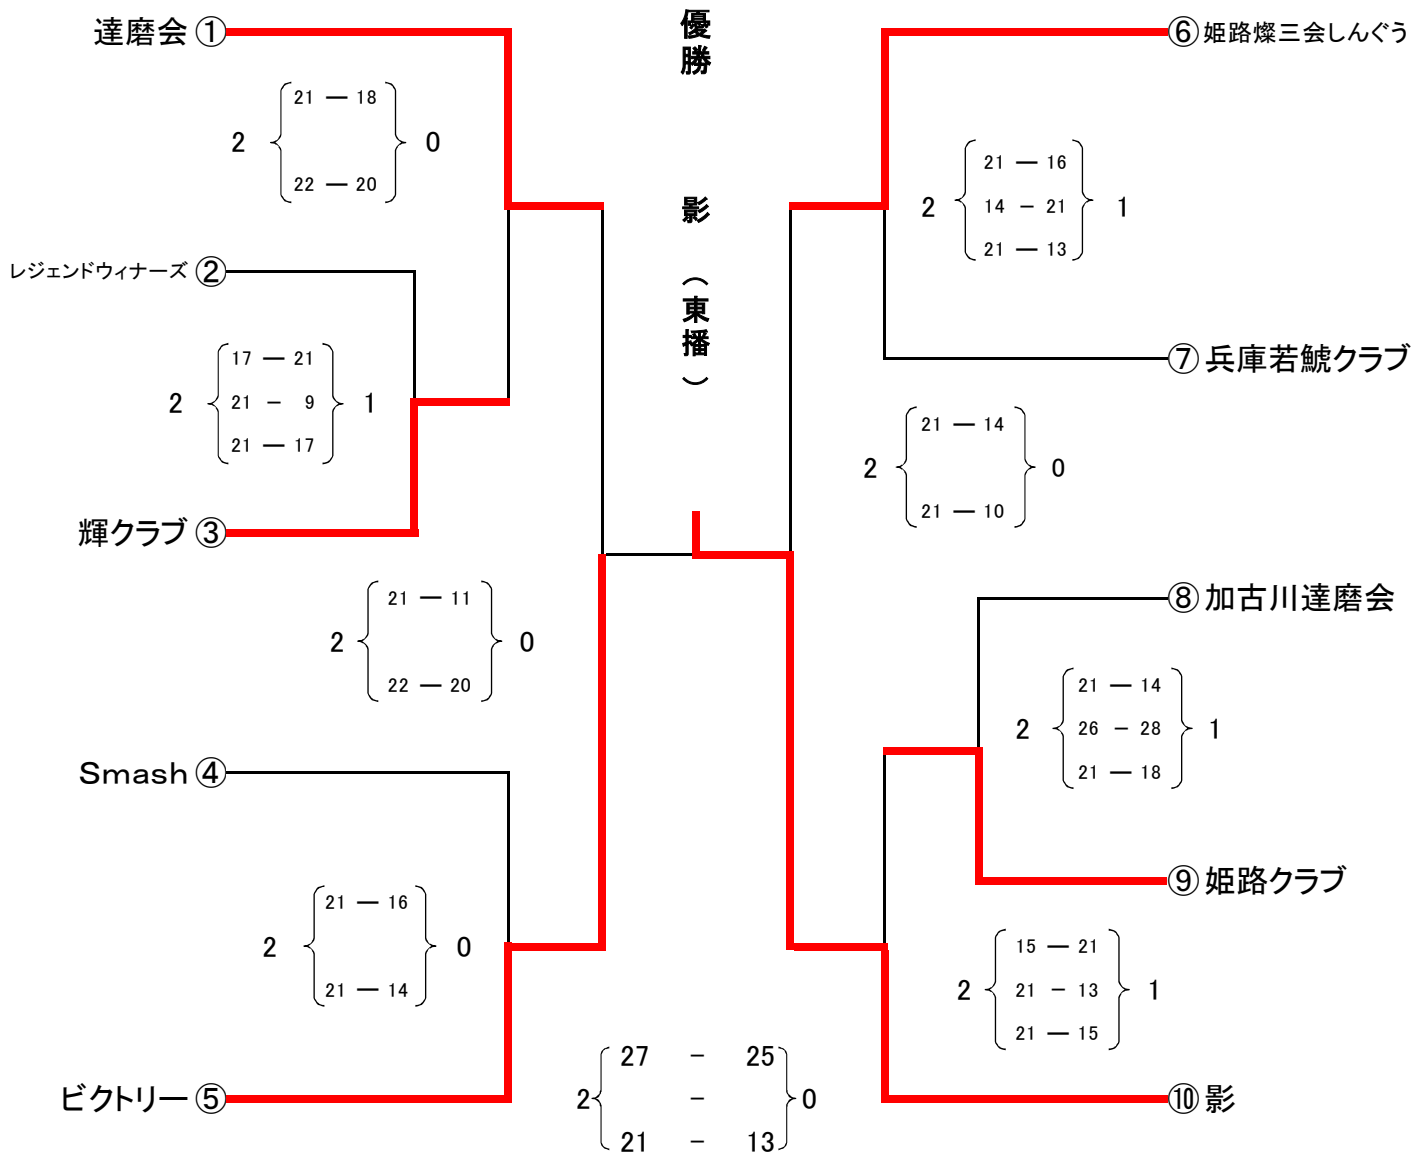 優勝
影
（東播）
達磨会 ①
21 ― 18
2 0
22 ― 20
レジェンドウィナーズ ②
17 ― 21
2 21 － 9 1
21 ― 17
輝クラブ ③
21 ― 11
2 0
22 ― 20
Smash ④
21 ― 16
2 0
21 ― 14
ビクトリー ⑤
27 － 25
2 － 0
21 － 13
⑥ 姫路燦三会しんぐう
21 ― 16
2 14 － 21 1
21 ― 13
⑦ 兵庫若鯱クラブ
21 ― 14
2 0
21 ― 10
⑧ 加古川達磨会
21 ― 14
2 26 － 28 1
21 ― 18
⑨ 姫路クラブ
15 ― 21
2 21 － 13 1
21 ― 15
⑩ 影